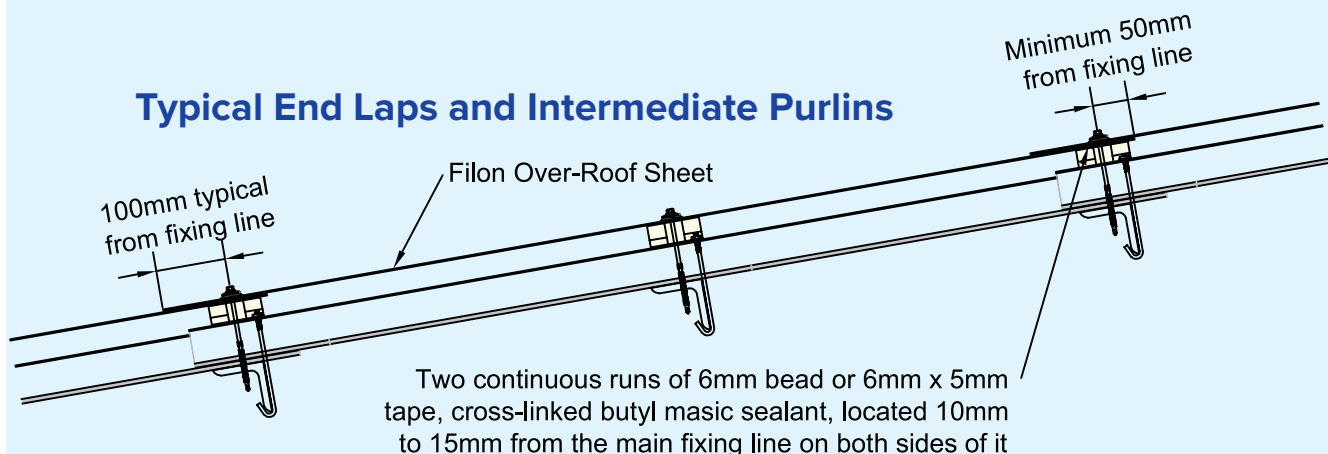 Typical End Laps and Intermediate Purlins
Minimum 50mm
from fixing line
Filon Over-Roof Sheet
100mm typical
from fixing line
Two continuous runs of 6mm bead or 6mm x 5mm
tape, cross-linked butyl masic sealant, located 10mm
to 15mm from the main fixing line on both sides of it